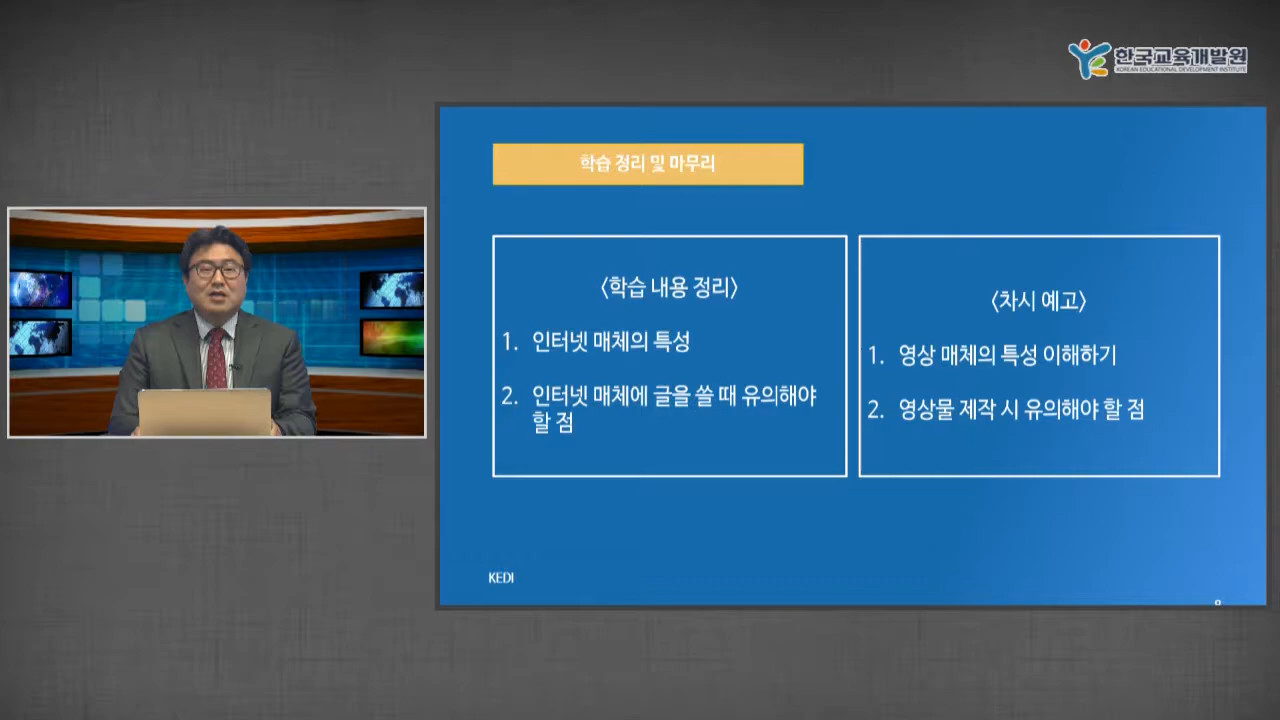 한국교육개발원
KOREAN EDUCATIONAL DEVELOPMENT INSTITUTE
학습 정리 및 마무리
<학습 내용 정리>
1. 인터넷 매체의 특성
2. 인터넷 매체에 글을 쓸 때 유의해야
할 점
<차시 예고>
1. 영상 매체의 특성 이해하기
2. 영상물 제작 시 유의해야 할 점
KEDI